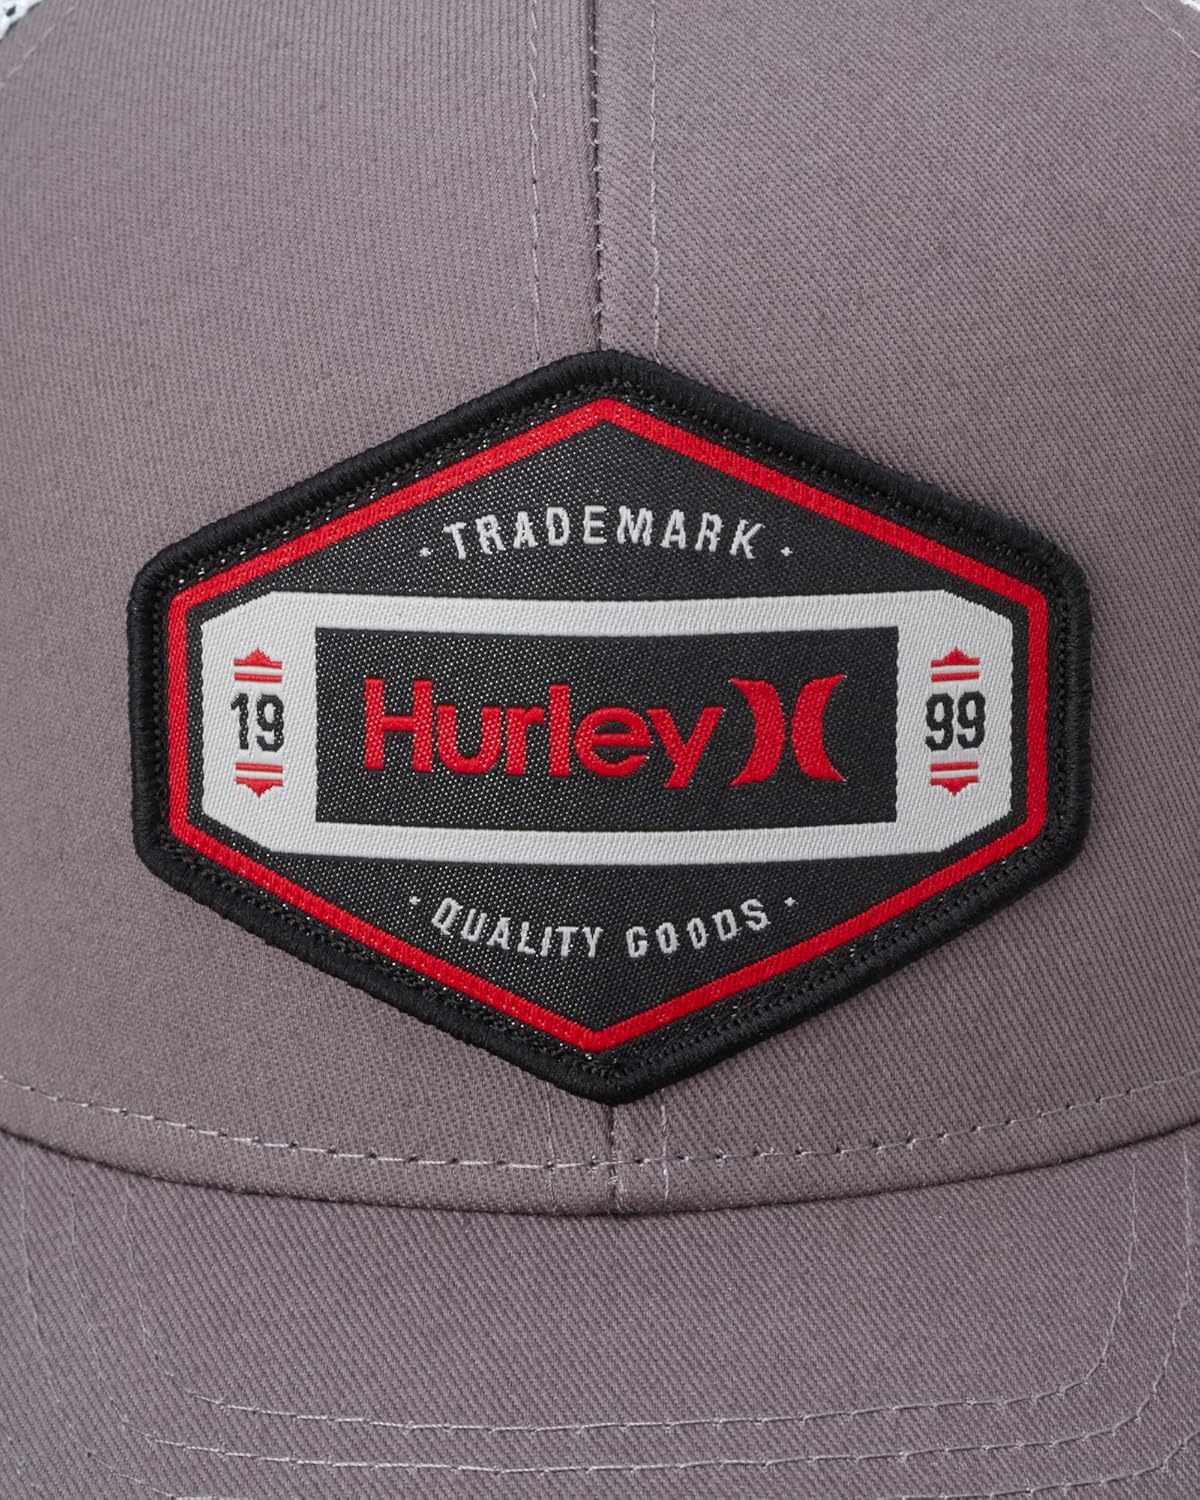 · TRADEMARK ·
19 Hurley 99
· QUALITY GOODS ·